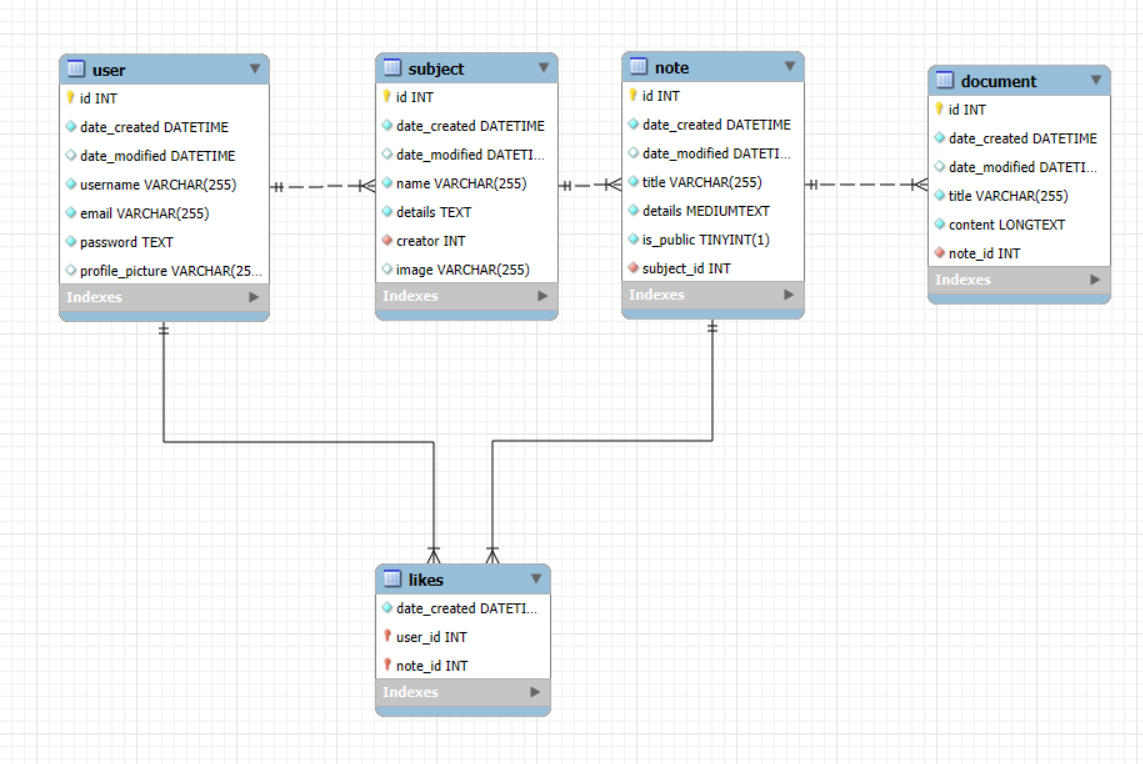 user
id INT
date_created DATETIME
date_modified DATETIME
username VARCHAR(255)
email VARCHAR(255)
password TEXT
profile_picture VARCHAR(25...
Indexes
subject
id INT
date_created DATETIME
date_modified DATETI...
name VARCHAR(255)
details TEXT
creator INT
image VARCHAR(255)
Indexes
note
id INT
date_created DATETIME
date_modified DATETI...
title VARCHAR(255)
details MEDIUMTEXT
is_public TINYINT(1)
subject_id INT
Indexes
document
id INT
date_created DATETIME
date_modified DATETI...
title VARCHAR(255)
content LONGTEXT
note_id INT
Indexes
likes
date_created DATETI...
user_id INT
note_id INT
Indexes